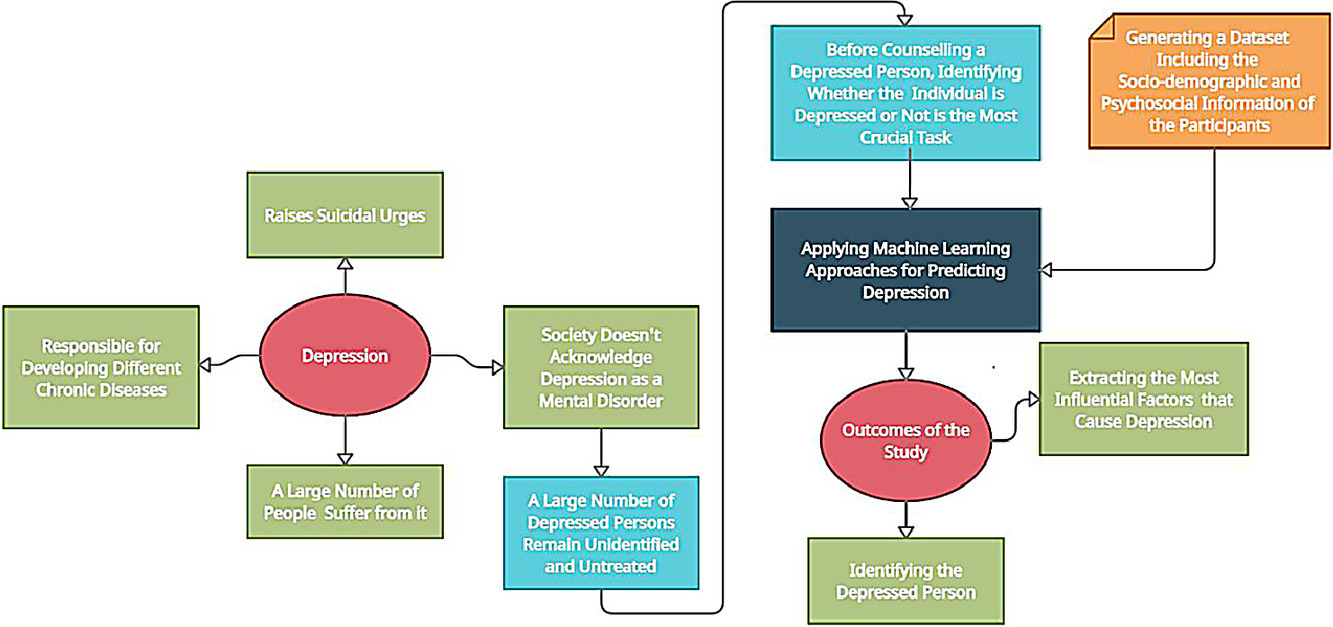 Raises Suicidal Urges
Responsible for
Developing Different
Chronic Diseases
Depression
Society Doesn't
Acknowledge
Depression as a
Mental Disorder
A Large Number of
People Suffer from it
A Large Number of
Depressed Persons
Remain Unidentified
and Untreated
Before Counselling a
Depressed Person, Identifying
Whether the Individual is
Depressed or Not is the Most
Crucial Task
Generating a Dataset
Including the
Socio-demographic and
Psychosocial Information of
the Participants
Applying Machine Learning
Approaches for Predicting
Depression
Outcomes of the
Study
Extracting the Most
Influential Factors that
Cause Depression
Identifying the
Depressed Person